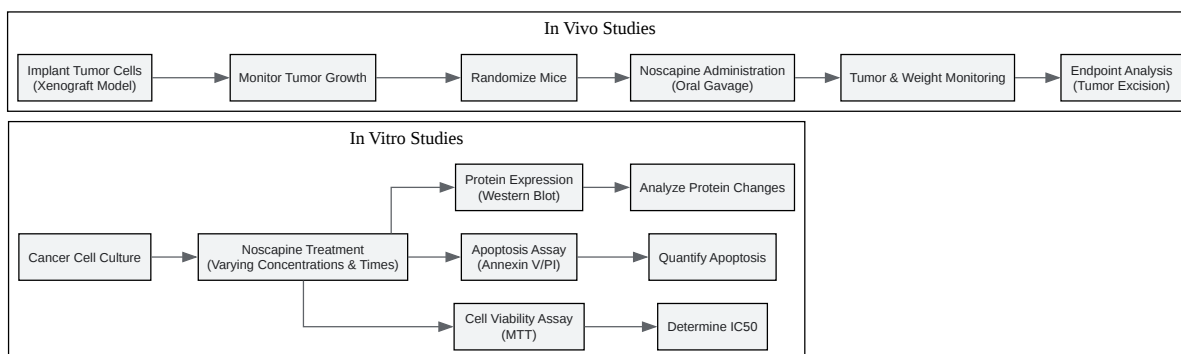 In Vivo Studies
Implant Tumor Cells
(Xenograft Model)
Monitor Tumor Growth
Randomize Mice
Noscapine Administration
(Oral Gavage)
Tumor & Weight Monitoring
Endpoint Analysis
(Tumor Excision)
In Vitro Studies
Cancer Cell Culture
Noscapine Treatment
(Varying Concentrations & Times)
Protein Expression
(Western Blot)
Analyze Protein Changes
Apoptosis Assay
(Annexin V/PI)
Quantify Apoptosis
Cell Viability Assay
(MTT)
Determine IC50